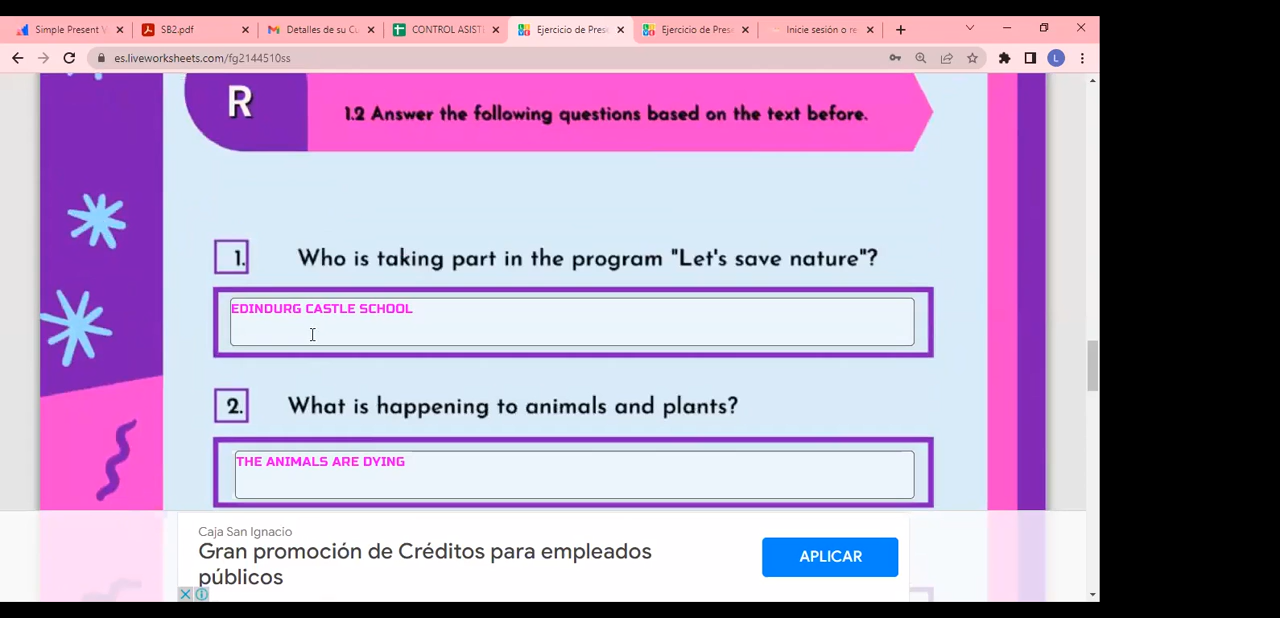 Simple Present V
SB2.pdf
Detalles de su Cu
CONTROL ASIST
Ejercicio de Pres
Ejercicio de Pres
Inicie sesión o re
es.liveworksheets.com/fg2144510ss
L
R
1.2 Answer the following questions based on the text before.
1.
Who is taking part in the program "Let's save nature"?
EDINDURG CASTLE SCHOOL
2.
What is happening to animals and plants?
THE ANIMALS ARE DYING
Caja San Ignacio
Gran promoción de Créditos para empleados
públicos
APLICAR